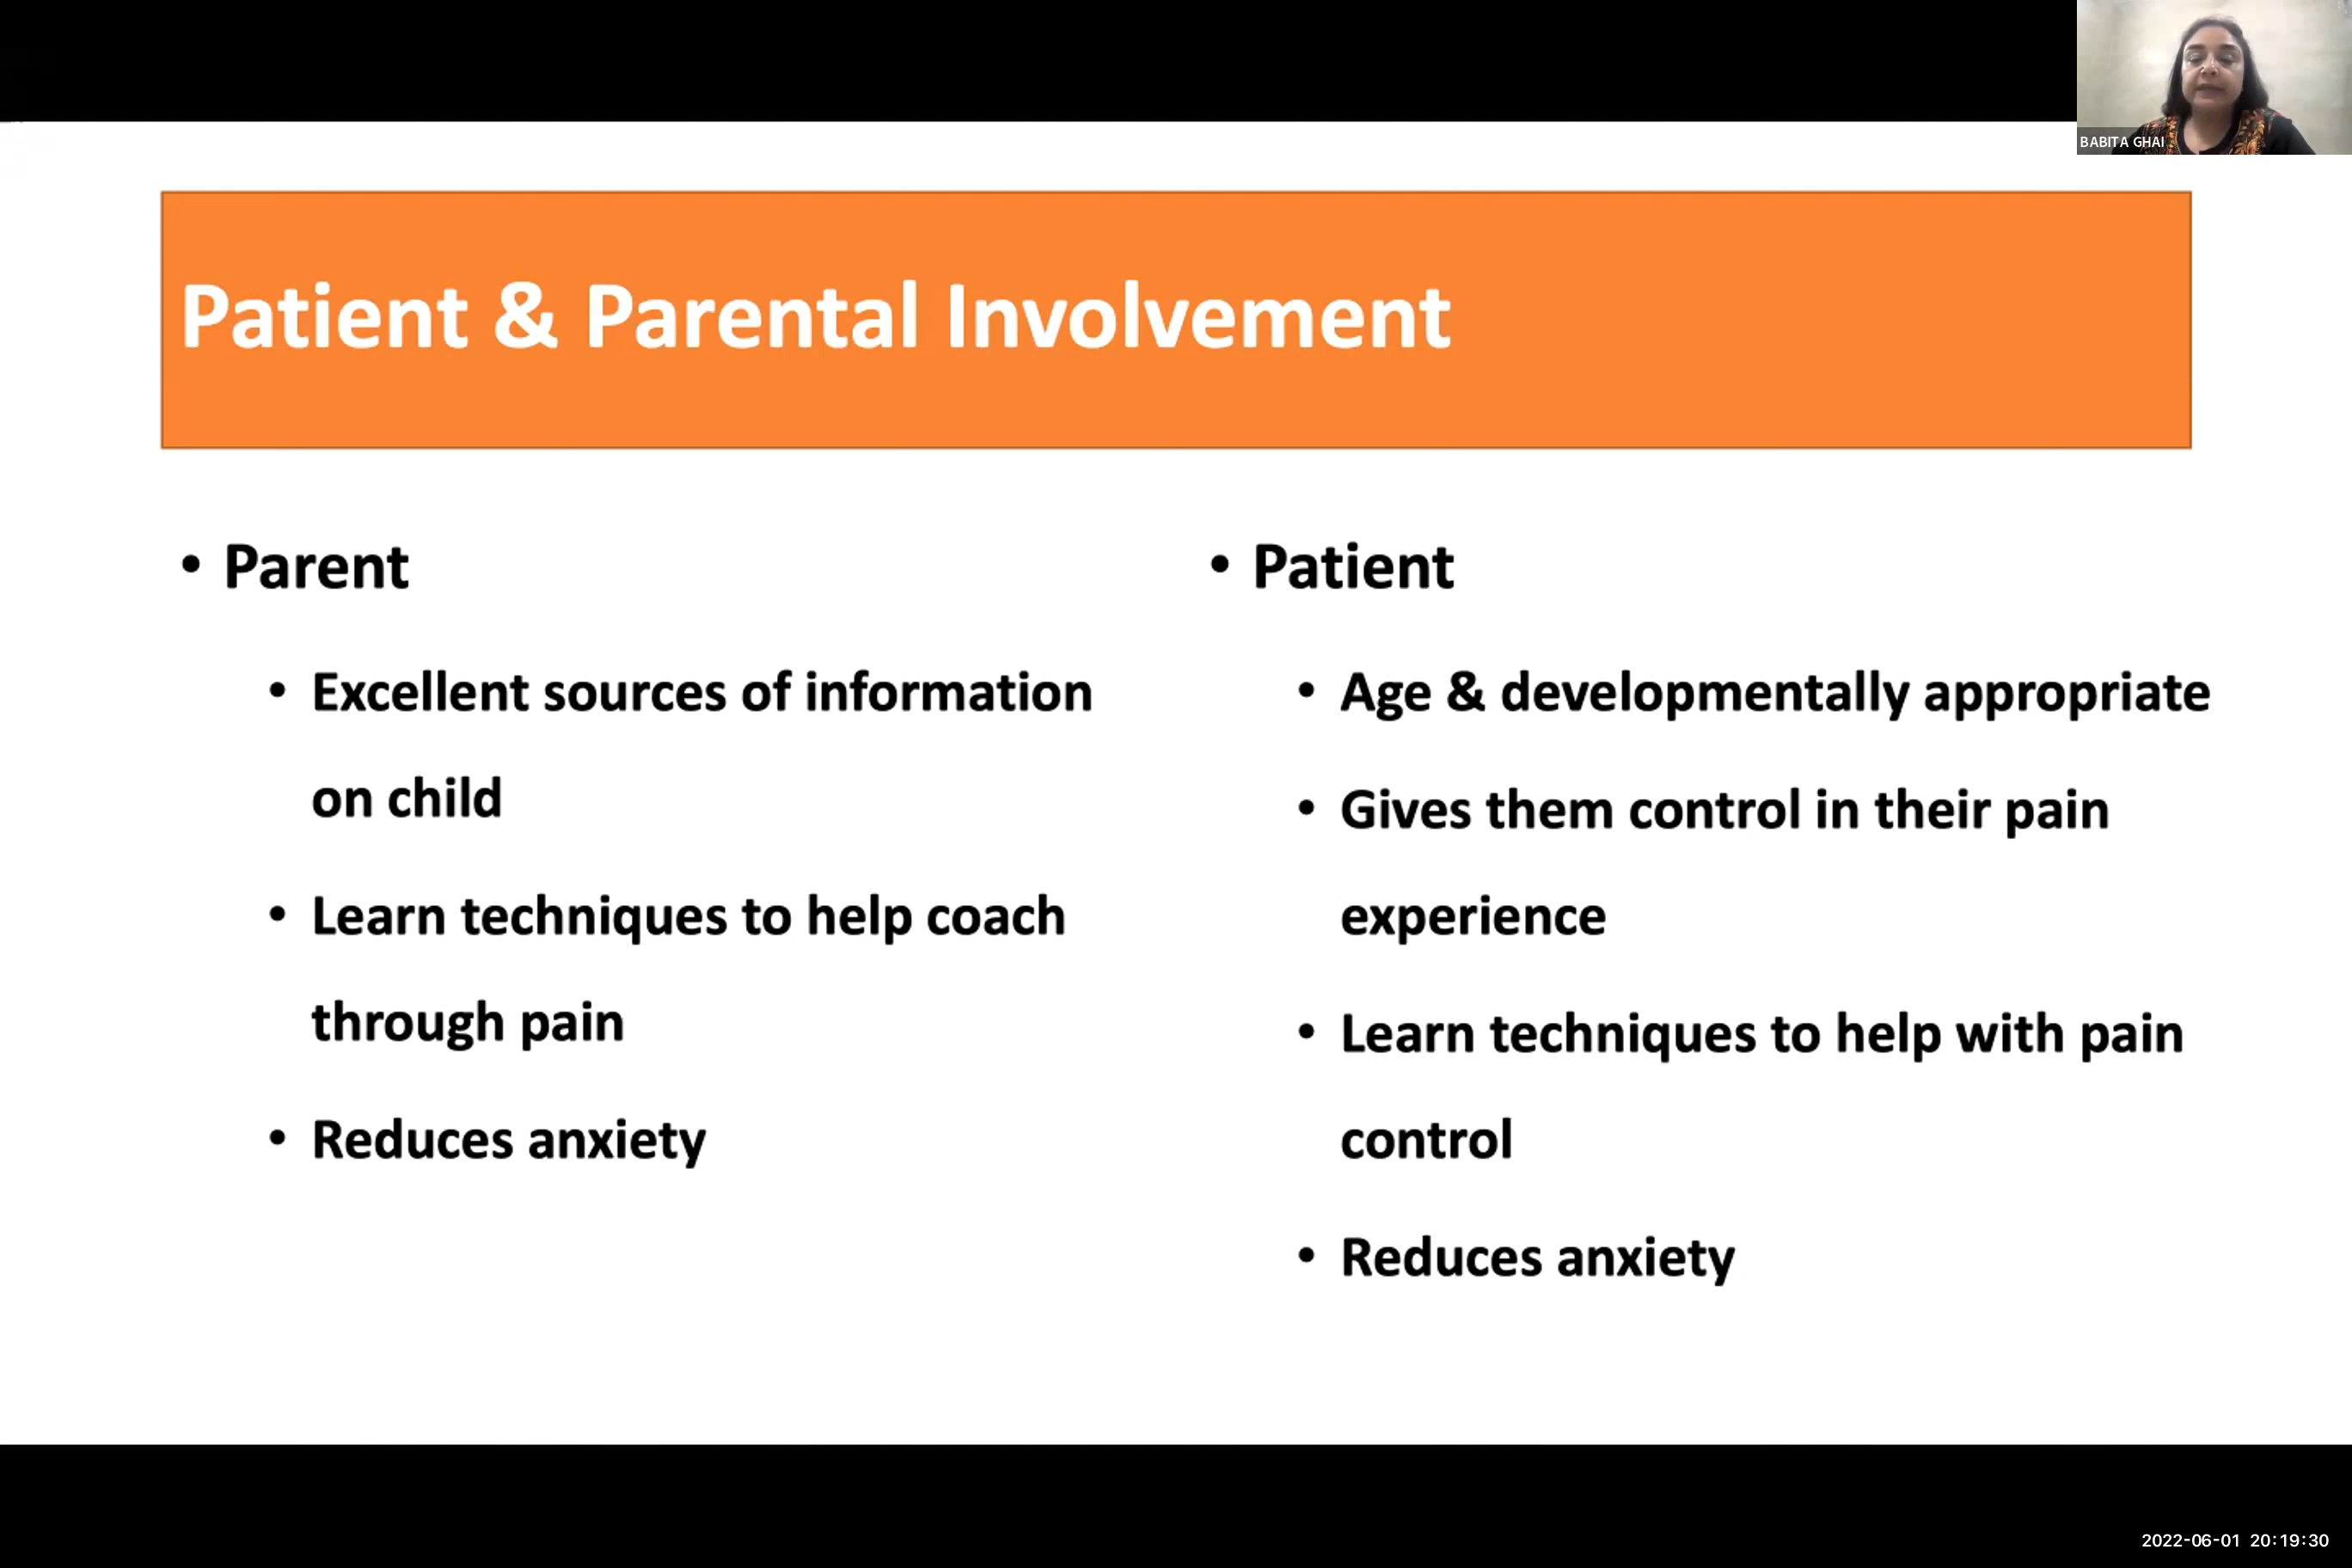 BABITA GHAI
Patient & Parental Involvement
• Parent
• Excellent sources of information
on child
• Learn techniques to help coach
through pain
• Reduces anxiety
• Patient
• Age & developmentally appropriate
• Gives them control in their pain
experience
• Learn techniques to help with pain
control
• Reduces anxiety
2022-06-01 20:19:30